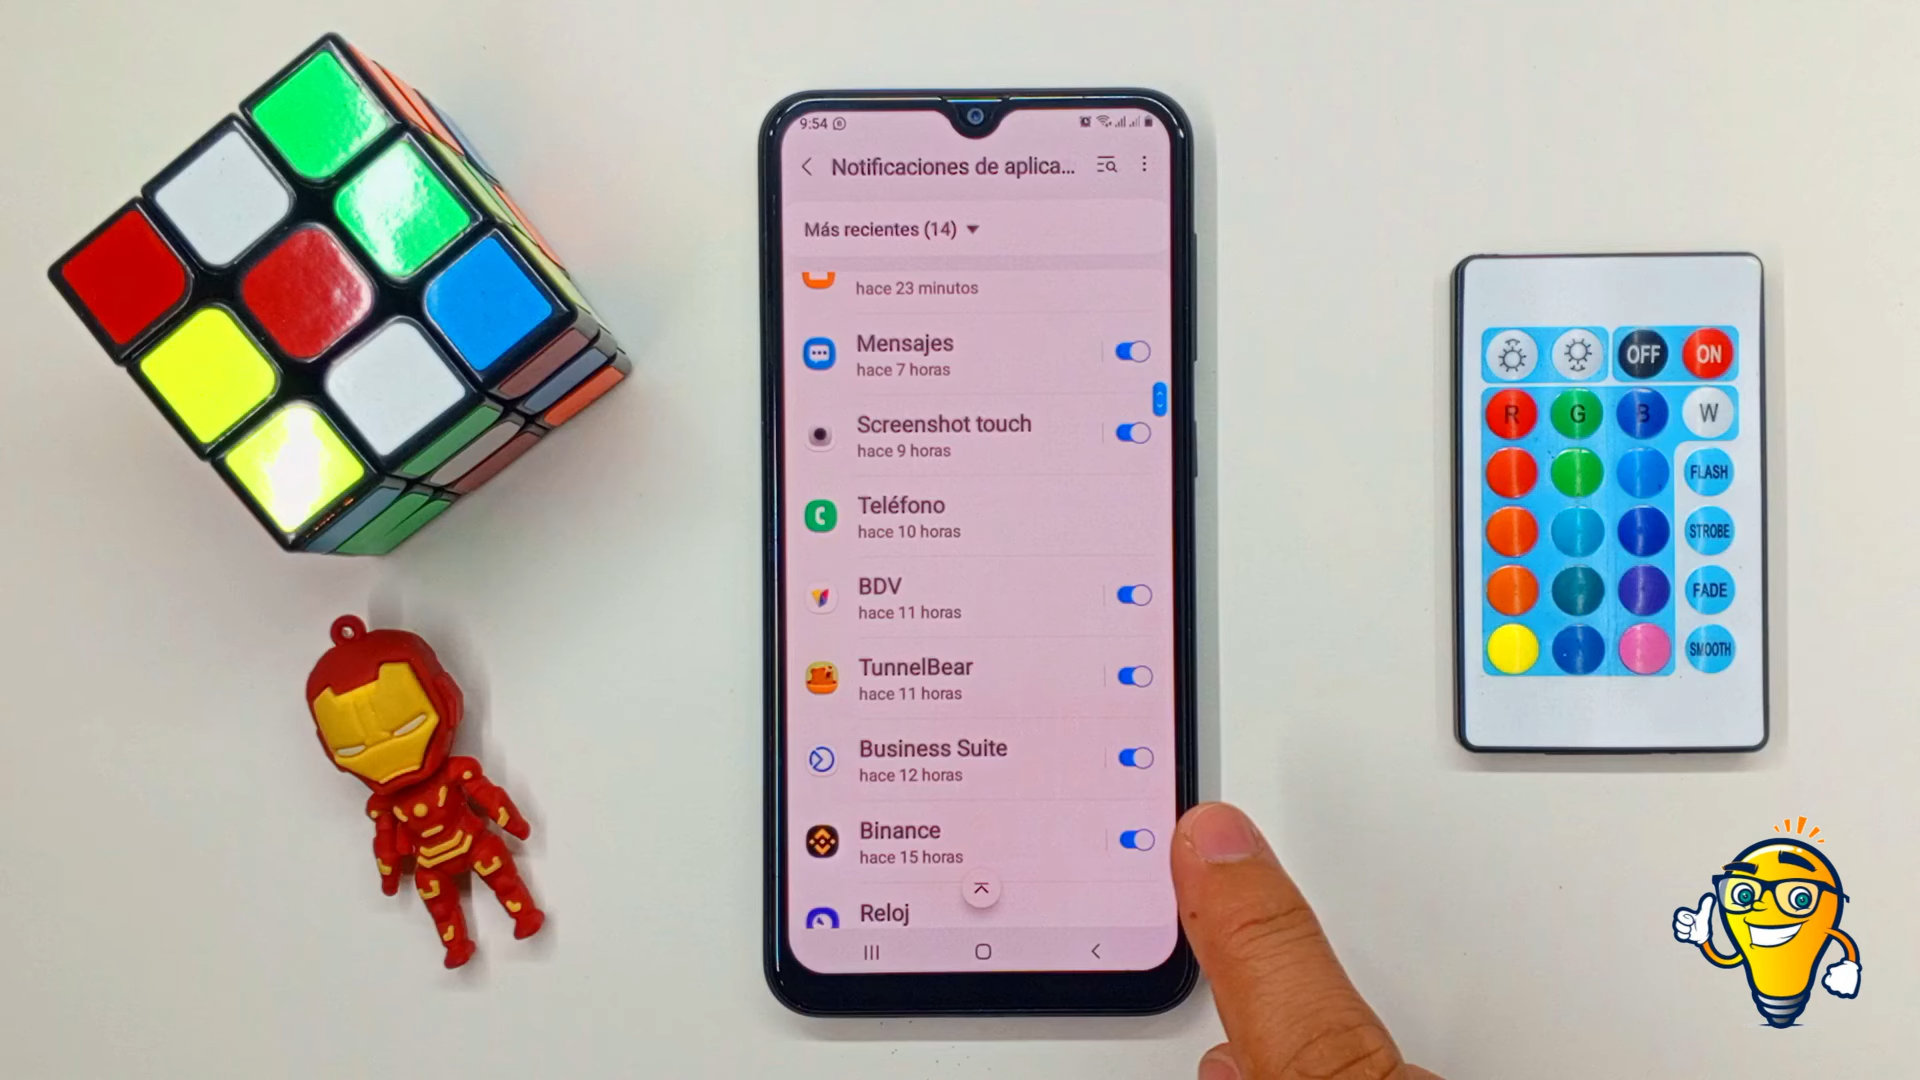 9:54
Notificaciones de aplica...
Más recientes (14)
hace 23 minutos
Mensajes
hace 7 horas
Screenshot touch
hace 9 horas
Teléfono
hace 10 horas
BDV
hace 11 horas
TunnelBear
hace 11 horas
Business Suite
hace 12 horas
Binance
hace 15 horas
Reloj
OFF ON
R G B W
FLASH
STROBE
FADE
SMOOTH